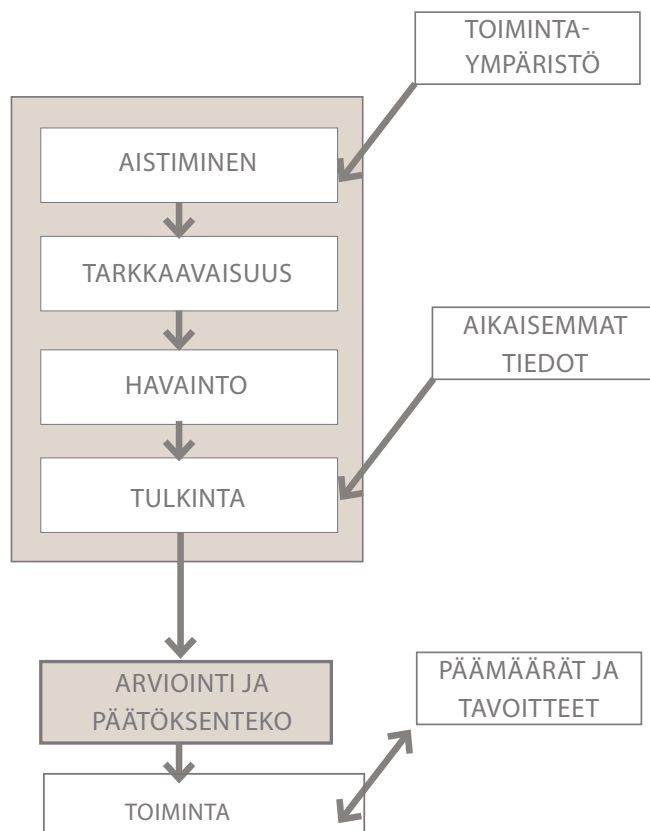 TOIMINTA-
YMPÄRISTÖ
AISTIMINEN
TARKKAAVAISUUS
AIKAISEMMAT
TIEDOT
HAVAINTO
TULKINTA
ARVIOINTI JA
PÄÄTÖKSENTEKO
PÄÄMÄÄRÄT JA
TAVOITTEET
TOIMINTA